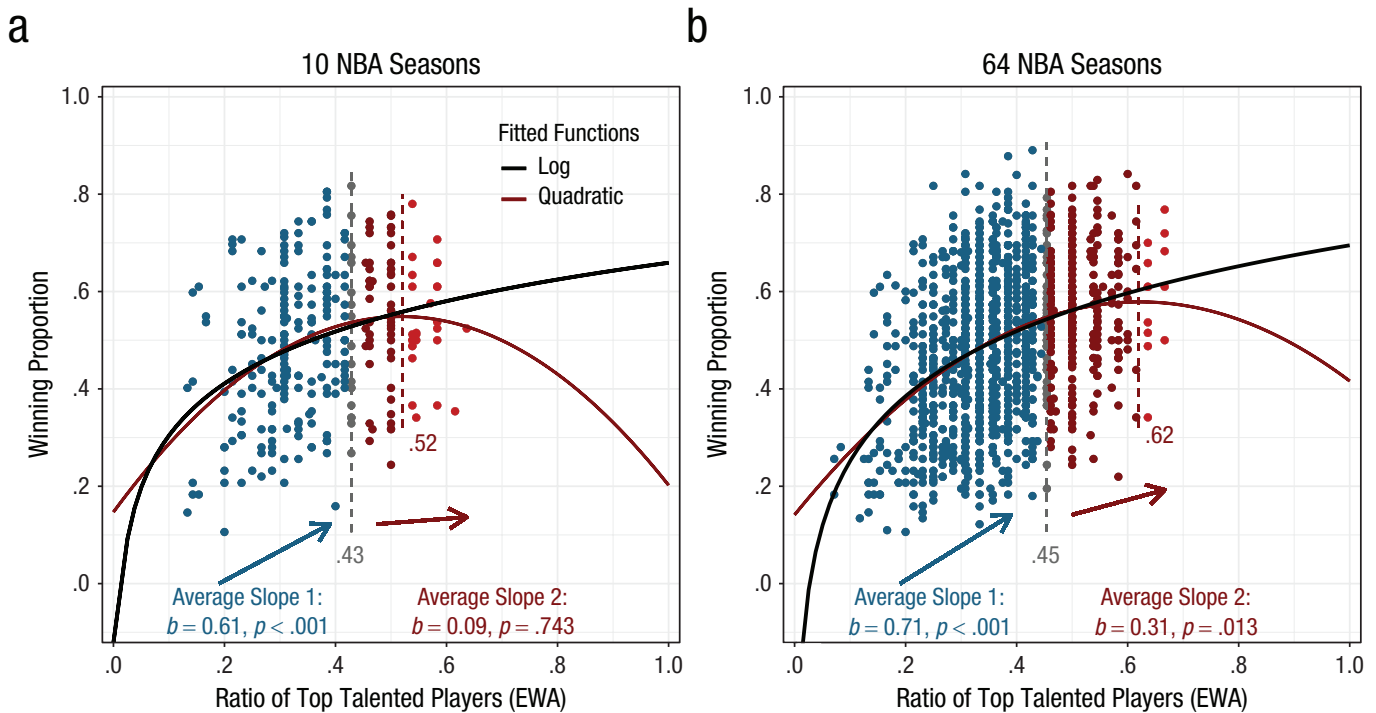 a
10 NBA Seasons
Winning Proportion
1.0
.8
.6
.4
.2
.0
Fitted Functions
Log
Quadratic
.52
.43
Average Slope 1:
b = 0.61, p < .001
Average Slope 2:
b = 0.09, p = .743
.0 .2 .4 .6 .8 1.0
Ratio of Top Talented Players (EWA)
b
64 NBA Seasons
Winning Proportion
1.0
.8
.6
.4
.2
.0
.62
.45
Average Slope 1:
b = 0.71, p < .001
Average Slope 2:
b = 0.31, p = .013
.0 .2 .4 .6 .8 1.0
Ratio of Top Talented Players (EWA)